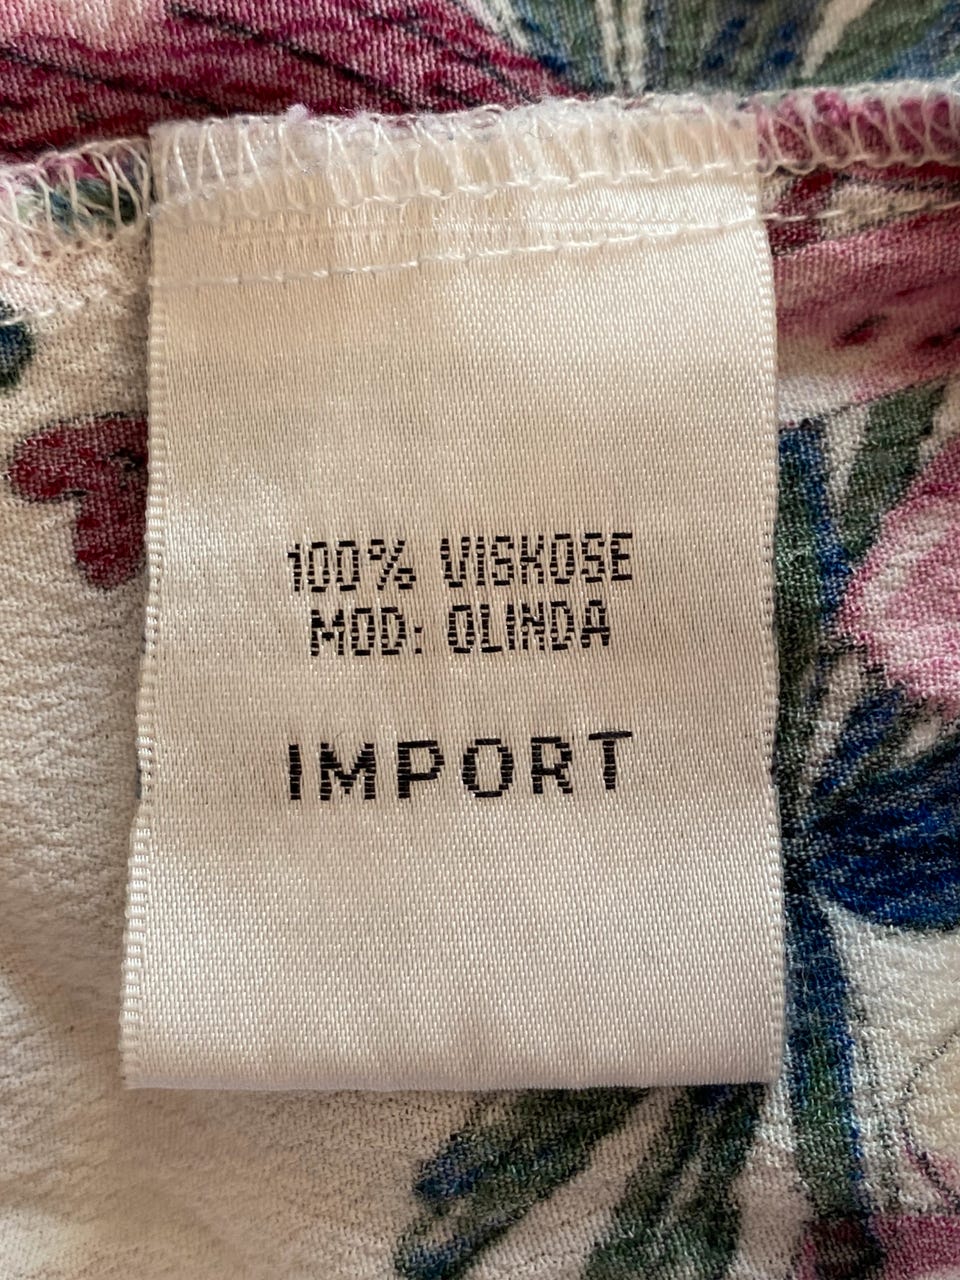 100% VISKOSE
MOD: OLINDA
IMPORT